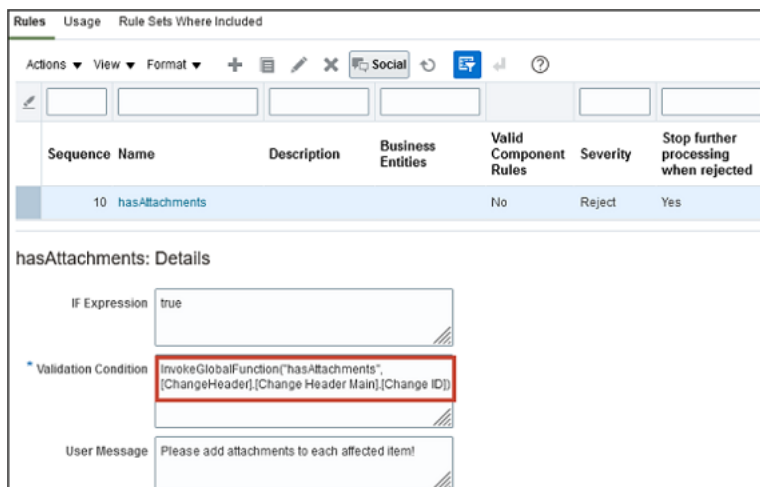 Rules Usage Rule Sets Where Included
Actions View Format Social
Sequence Name Description Business Entities Valid Component Rules Severity Stop further processing when rejected
10 hasAttachments No Reject Yes
hasAttachments: Details
IF Expression true
* Validation Condition InvokeGlobalFunction("hasAttachments",
[ChangeHeader].[Change Header Main].[Change ID])
User Message Please add attachments to each affected item!